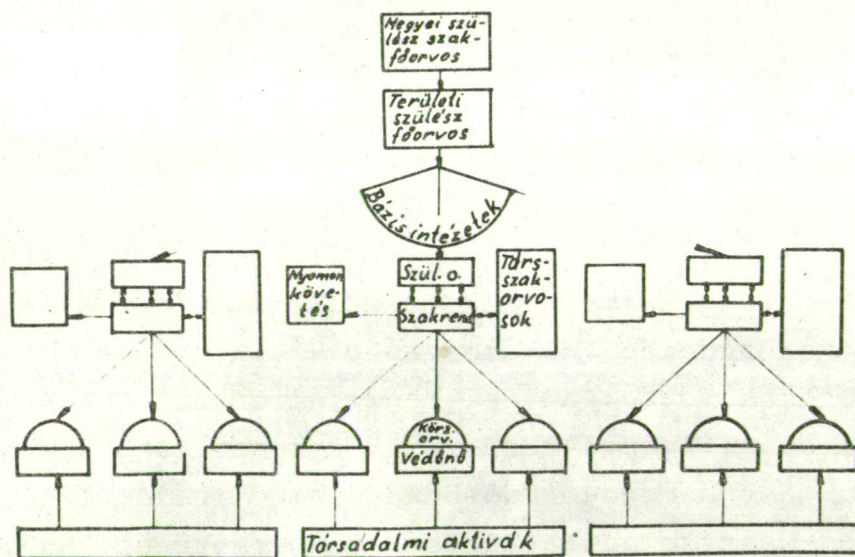 Megyei szü-
lész szak-
főorvos
Területi
szülész
főorvos
Bázis intézetek
Szül. o.
Társ-
szak-
orvo-
sok
Nyomon
köve-
tés
Szakrend
Körz.
orv.
Védőnő
Társadalmi aktivák